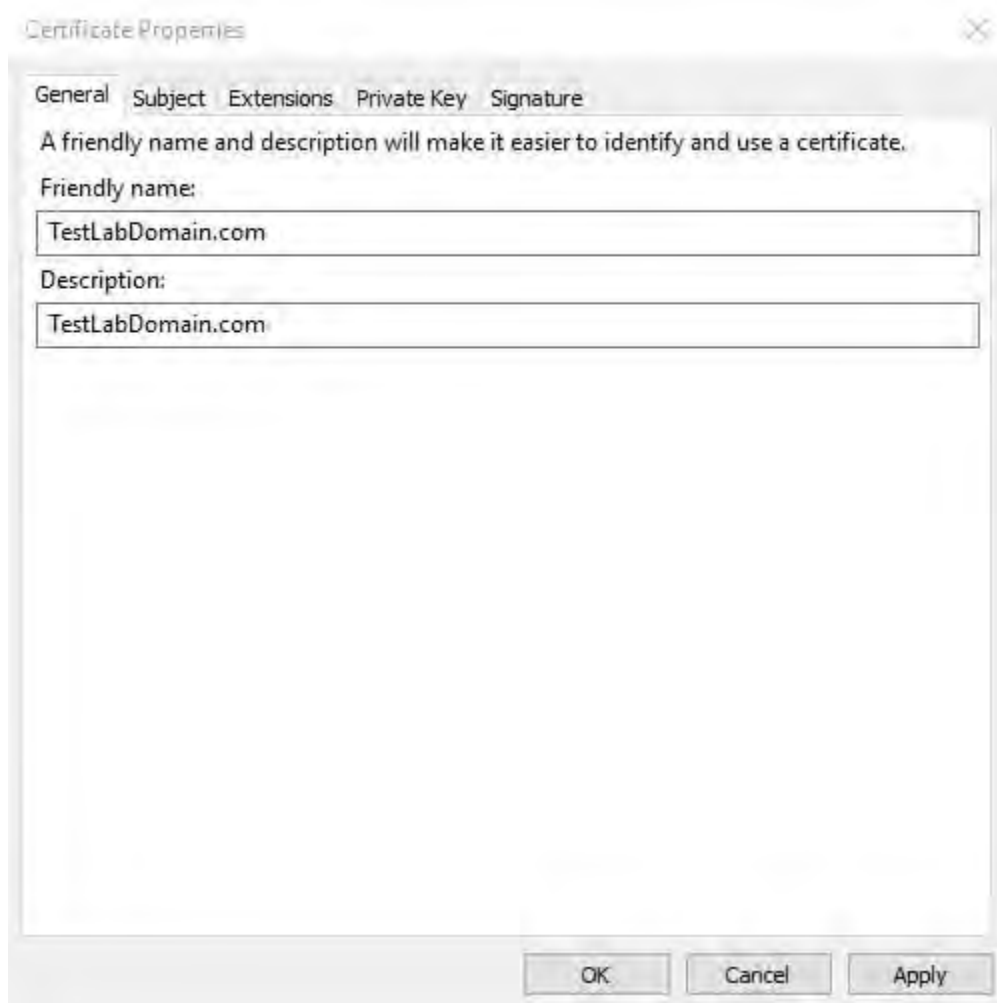 Certificate Properties
General Subject Extensions Private Key Signature
A friendly name and description will make it easier to identify and use a certificate.
Friendly name:
TestLabDomain.com
Description:
TestLabDomain.com
OK Cancel Apply